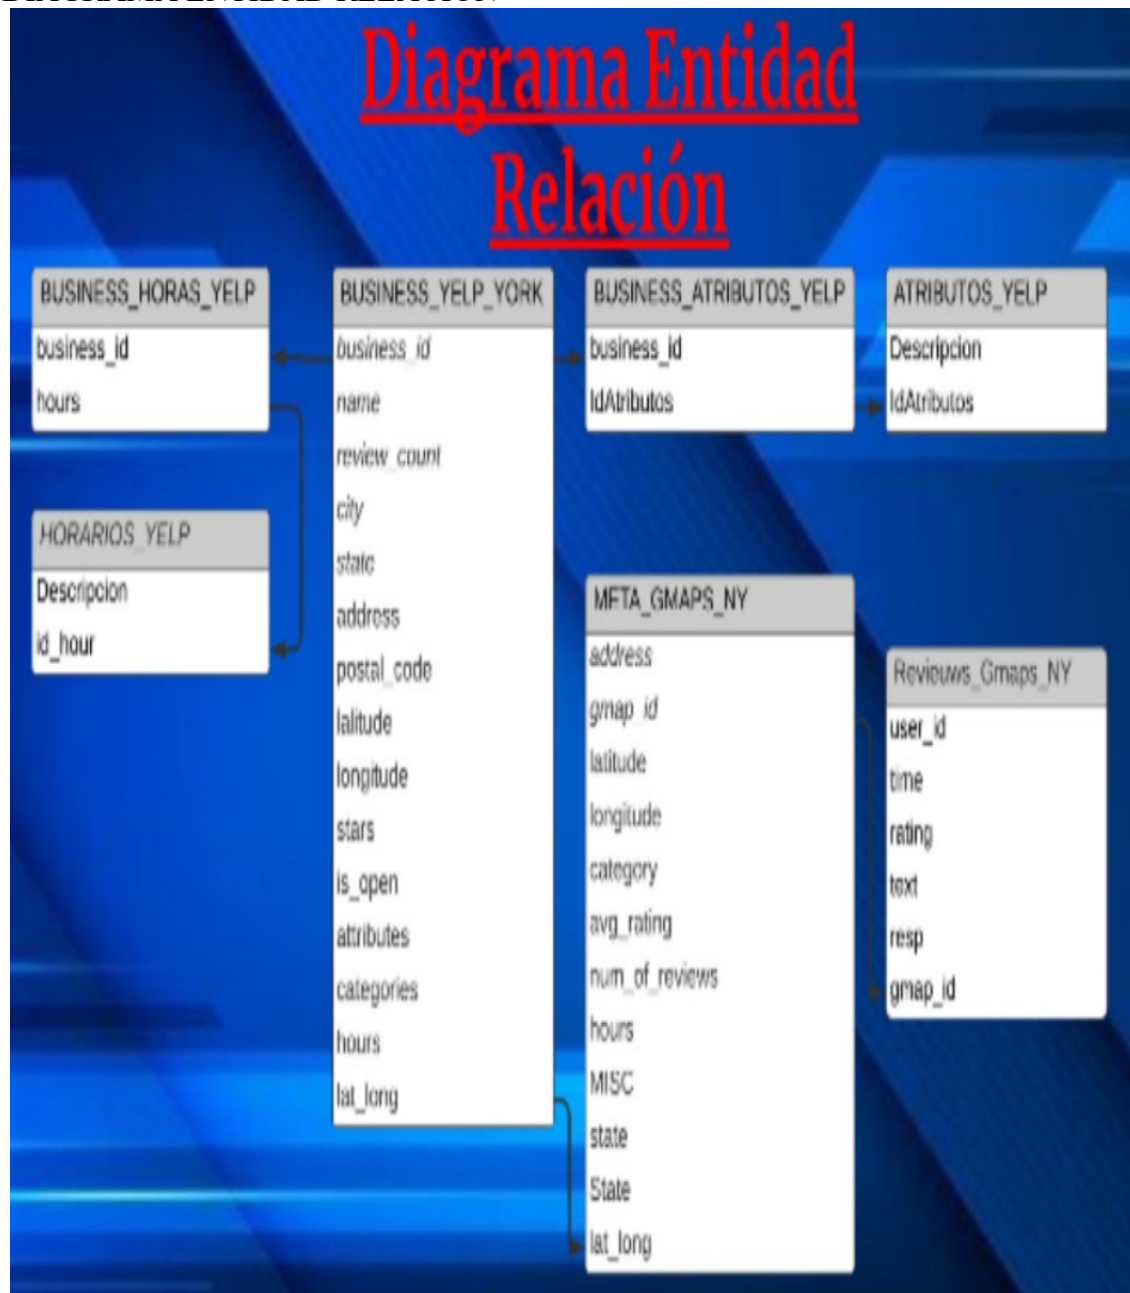 Diagrama Entidad
Relación
BUSINESS_HORAS_YELP
business_id
hours
HORARIOS_YELP
Descripcion
id_hour
BUSINESS_YELP_YORK
business_id
name
review_count
city
state
address
postal_code
lalitude
longitude
stars
is_open
attributes
categories
hours
lat_long
BUSINESS_ATRIBUTOS_YELP
business_id
IdAtributos
ATRIBUTOS_YELP
Descripcion
IdAtributos
META_GMAPS_NY
address
gmap_id
latitude
longitude
category
avg_rating
num_of_reviews
hours
MISC
state
State
lat_long
Revieuws_Gmaps_NY
user_id
time
rating
text
resp
gmap_id